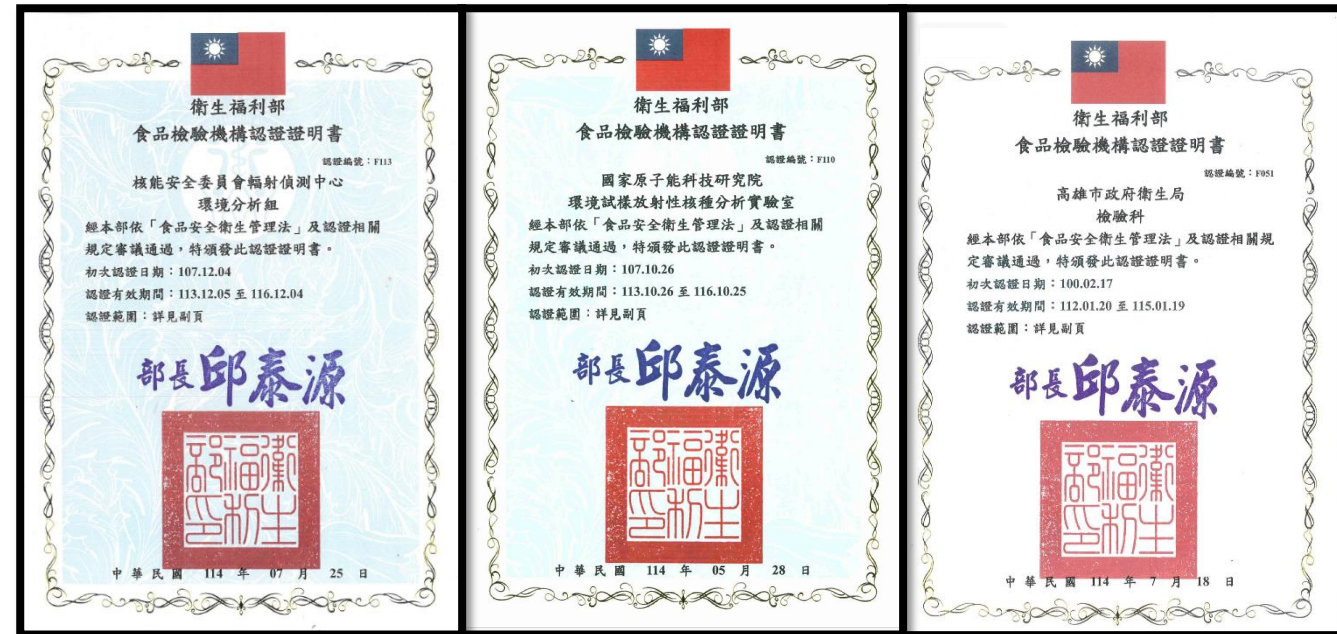 衛生福利部
食品檢驗機構認證證明書
認證編號：F113
核能安全委員會輻射偵測中心
環境分析組
經本部依「食品安全衛生管理法」及認證相關
規定審議通過，特頒發此認證證明書。
初次認證日期：107.12.04
認證有效期間：113.12.05 至 116.12.04
認證範圍：詳見副頁
部長邱泰源
衛生福利部印
中華民國 114 年 07 月 25 日
衛生福利部
食品檢驗機構認證證明書
認證編號：F110
國家原子能科技研究院
環境試樣放射性核種分析實驗室
經本部依「食品安全衛生管理法」及認證相關
規定審議通過，特頒發此認證證明書。
初次認證日期：107.10.26
認證有效期間：113.10.26 至 116.10.25
認證範圍：詳見副頁
部長邱泰源
衛生福利部印
中華民國 114 年 05 月 28 日
衛生福利部
食品檢驗機構認證證明書
認證編號：F051
高雄市政府衛生局
檢驗科
經本部依「食品安全衛生管理法」及認證相關規
定審議通過，特頒發此認證證明書。
初次認證日期：100.02.17
認證有效期間：112.01.20 至 115.01.19
認證範圍：詳見副頁
部長邱泰源
衛生福利部印
中華民國 114 年 7 月 18 日